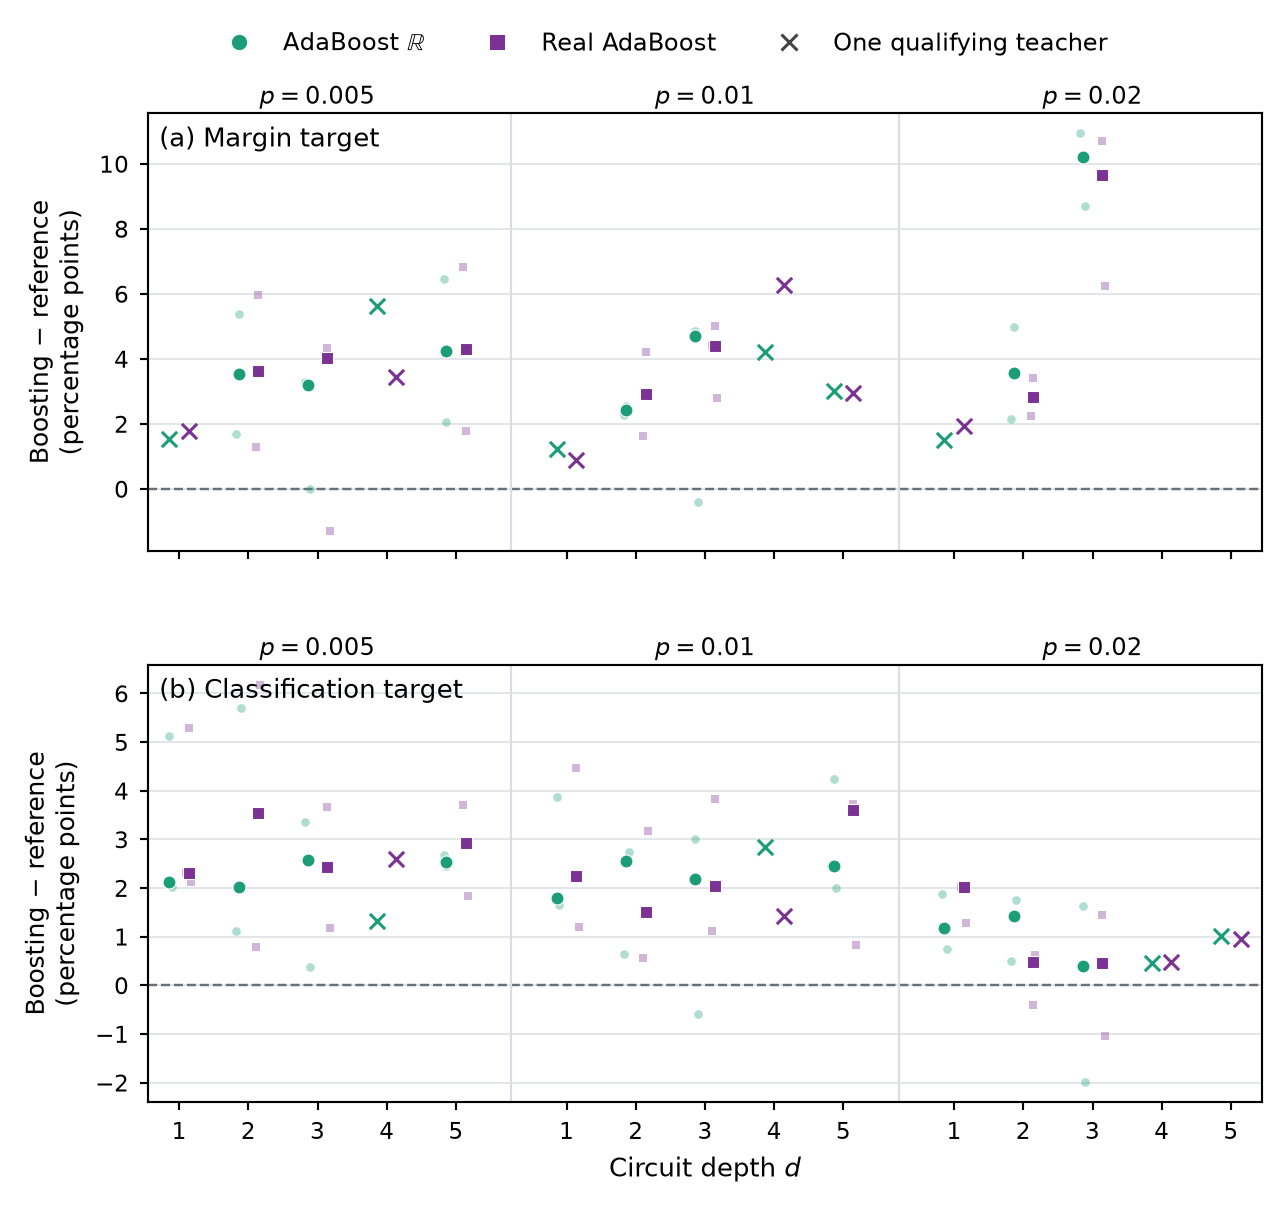 AdaBoost ℝ Real AdaBoost One qualifying teacher
p = 0.005 p = 0.01 p = 0.02
(a) Margin target
Boosting − reference
(percentage points)
10
8
6
4
2
0
p = 0.005 p = 0.01 p = 0.02
(b) Classification target
Boosting − reference
(percentage points)
6
5
4
3
2
1
0
−1
−2
1 2 3 4 5 1 2 3 4 5 1 2 3 4 5
Circuit depth d